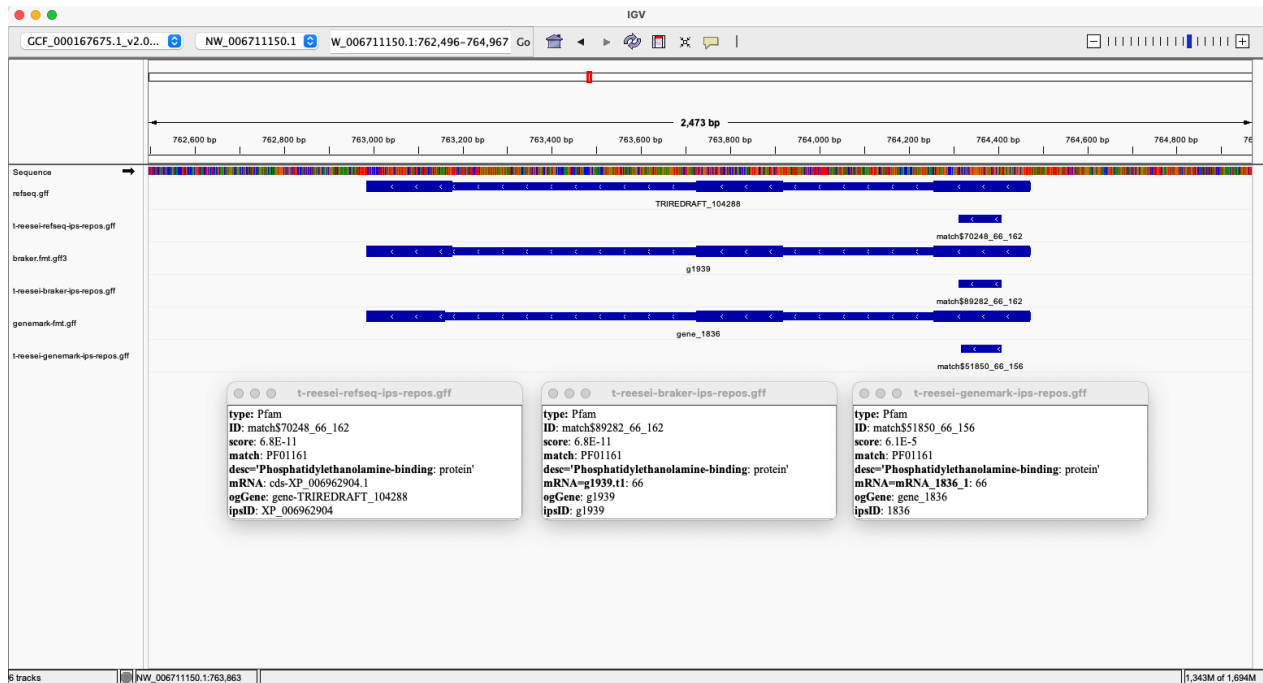 IGV
GCF_000167675.1_v2.0... NW_006711150.1 W_006711150.1:762,496-764,967 Go
2,473 bp
762,600 bp 762,800 bp 763,000 bp 763,200 bp 763,400 bp 763,600 bp 763,800 bp 764,000 bp 764,200 bp 764,400 bp 764,600 bp 764,800 bp 76
Sequence
refseq.gff
TRIREDRAFT_104288
t-reesei-refseq-ips-repos.gff
match$70248_66_162
braker.fmt.gff3
g1939
t-reesei-braker-ips-repos.gff
match$89282_66_162
genemark-fmt.gff
gene_1836
t-reesei-genemark-ips-repos.gff
match$51850_66_156
t-reesei-refseq-ips-repos.gff
type: Pfam
ID: match$70248_66_162
score: 6.8E-11
match: PF01161
desc='Phosphatidylethanolamine-binding: protein'
mRNA: cds-XP_006962904.1
ogGene: gene-TRIREDRAFT_104288
ipsID: XP_006962904
t-reesei-braker-ips-repos.gff
type: Pfam
ID: match$89282_66_162
score: 6.8E-11
match: PF01161
desc='Phosphatidylethanolamine-binding: protein'
mRNA=g1939.t1: 66
ogGene: g1939
ipsID: g1939
t-reesei-genemark-ips-repos.gff
type: Pfam
ID: match$51850_66_156
score: 6.1E-5
match: PF01161
desc='Phosphatidylethanolamine-binding: protein'
mRNA=mRNA_1836_1: 66
ogGene: gene_1836
ipsID: 1836
6 tracks NW_006711150.1:763,863 1,343M of 1,694M